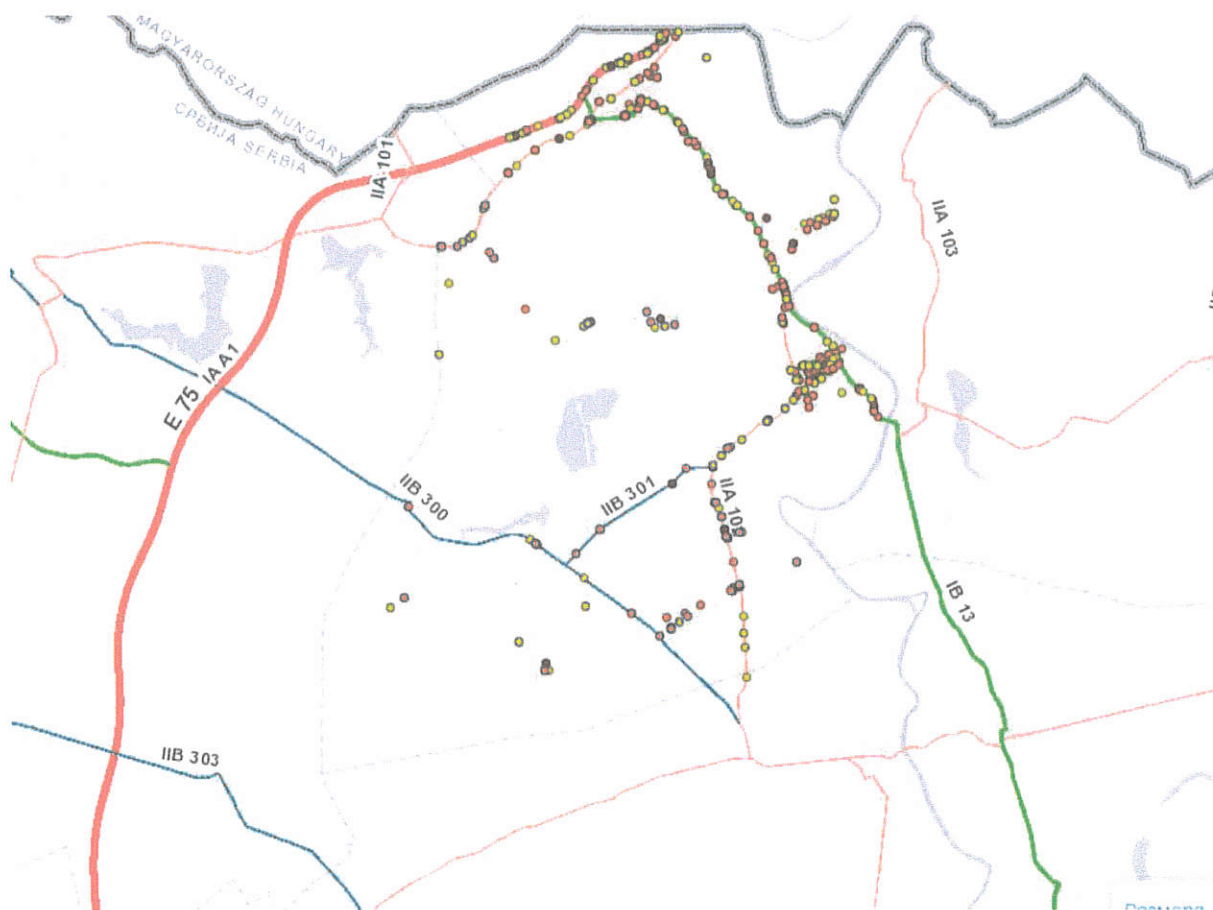 MAGYARORSZÁG HUNGARY
СРБИЈА SERBIA
IIA 101
IIA 103
E 75
IA A1
IIB 300
IIB 301
IIA 102
IB 13
IIB 303